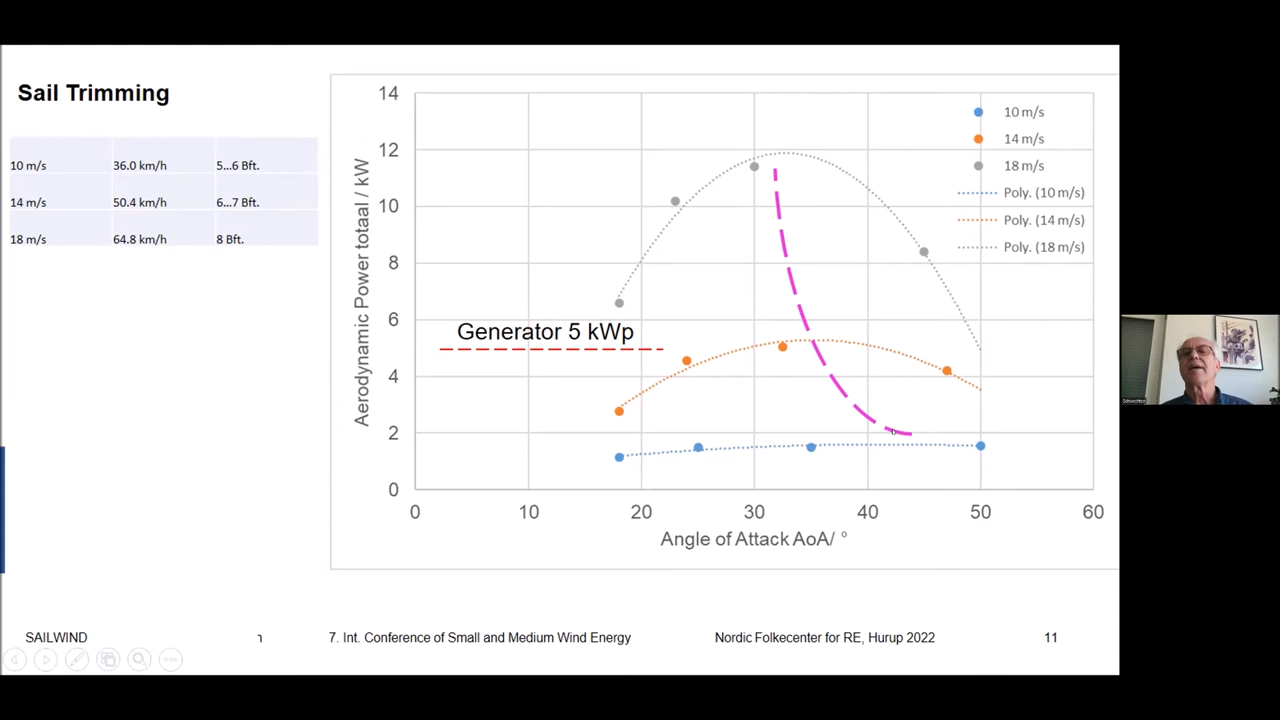 Sail Trimming
10 m/s 36.0 km/h 5...6 Bft.
14 m/s 50.4 km/h 6...7 Bft.
18 m/s 64.8 km/h 8 Bft.
Aerodynamic Power totaal / kW
14
12
10
8
6
4
2
0
10 m/s
14 m/s
18 m/s
Poly. (10 m/s)
Poly. (14 m/s)
Poly. (18 m/s)
Generator 5 kWp
0 10 20 30 40 50 60
Angle of Attack AoA/ °
SAILWIND
7. Int. Conference of Small and Medium Wind Energy
Nordic Folkecenter for RE, Hurup 2022
11